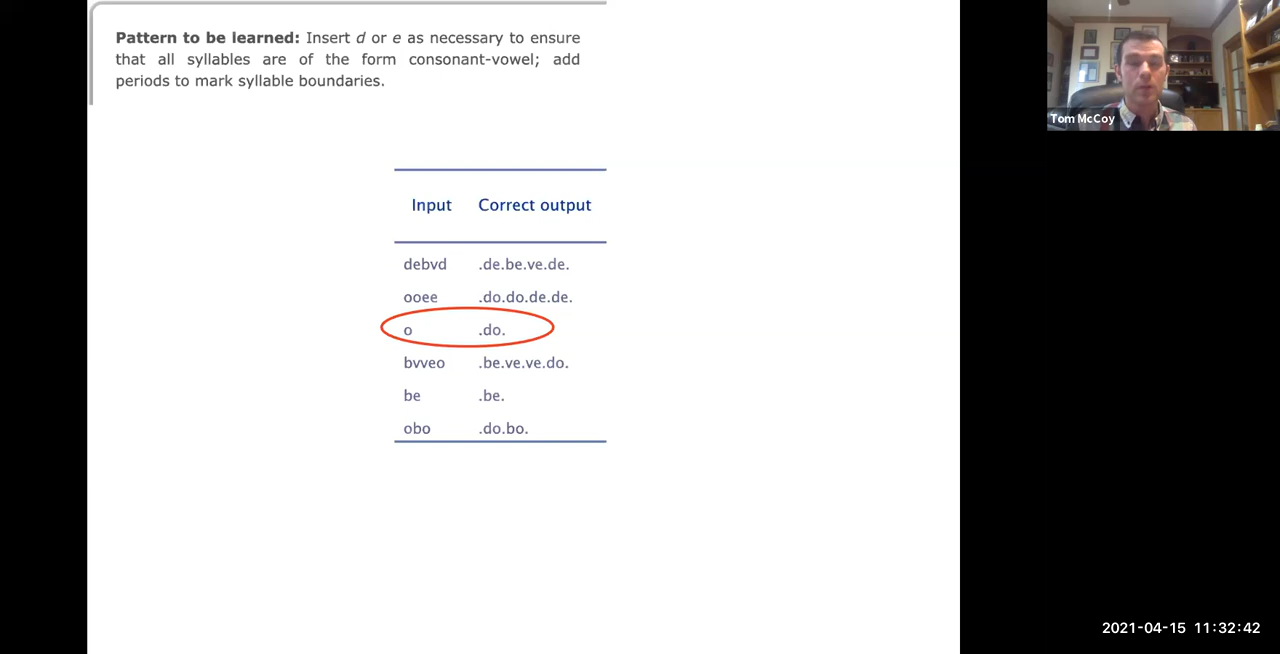 Pattern to be learned: Insert d or e as necessary to ensure
that all syllables are of the form consonant-vowel; add
periods to mark syllable boundaries.
Tom McCoy
Input Correct output
debvd .de.be.ve.de.
ooee .do.do.de.de.
o .do.
bvveo .be.ve.ve.do.
be .be.
obo .do.bo.
2021-04-15 11:32:42